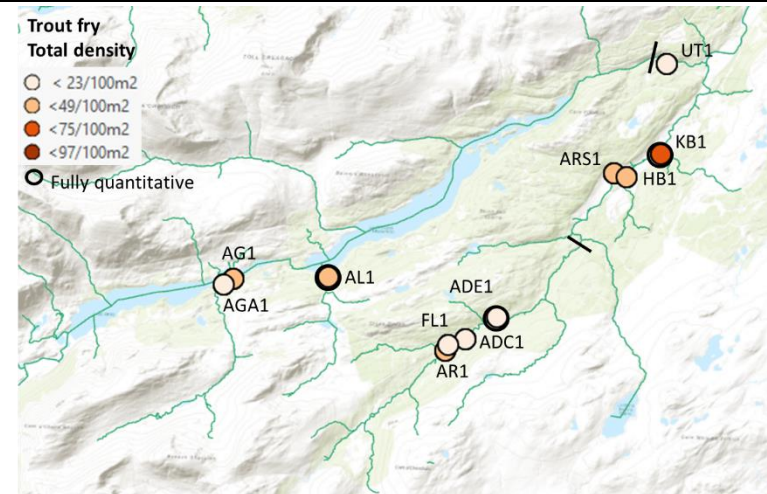 Trout fry
Total density
< 23/100m2
<49/100m2
<75/100m2
<97/100m2
Fully quantitative
UT1
KB1
ARS1
HB1
AG1
AL1
AGA1
ADE1
FL1
ADC1
AR1